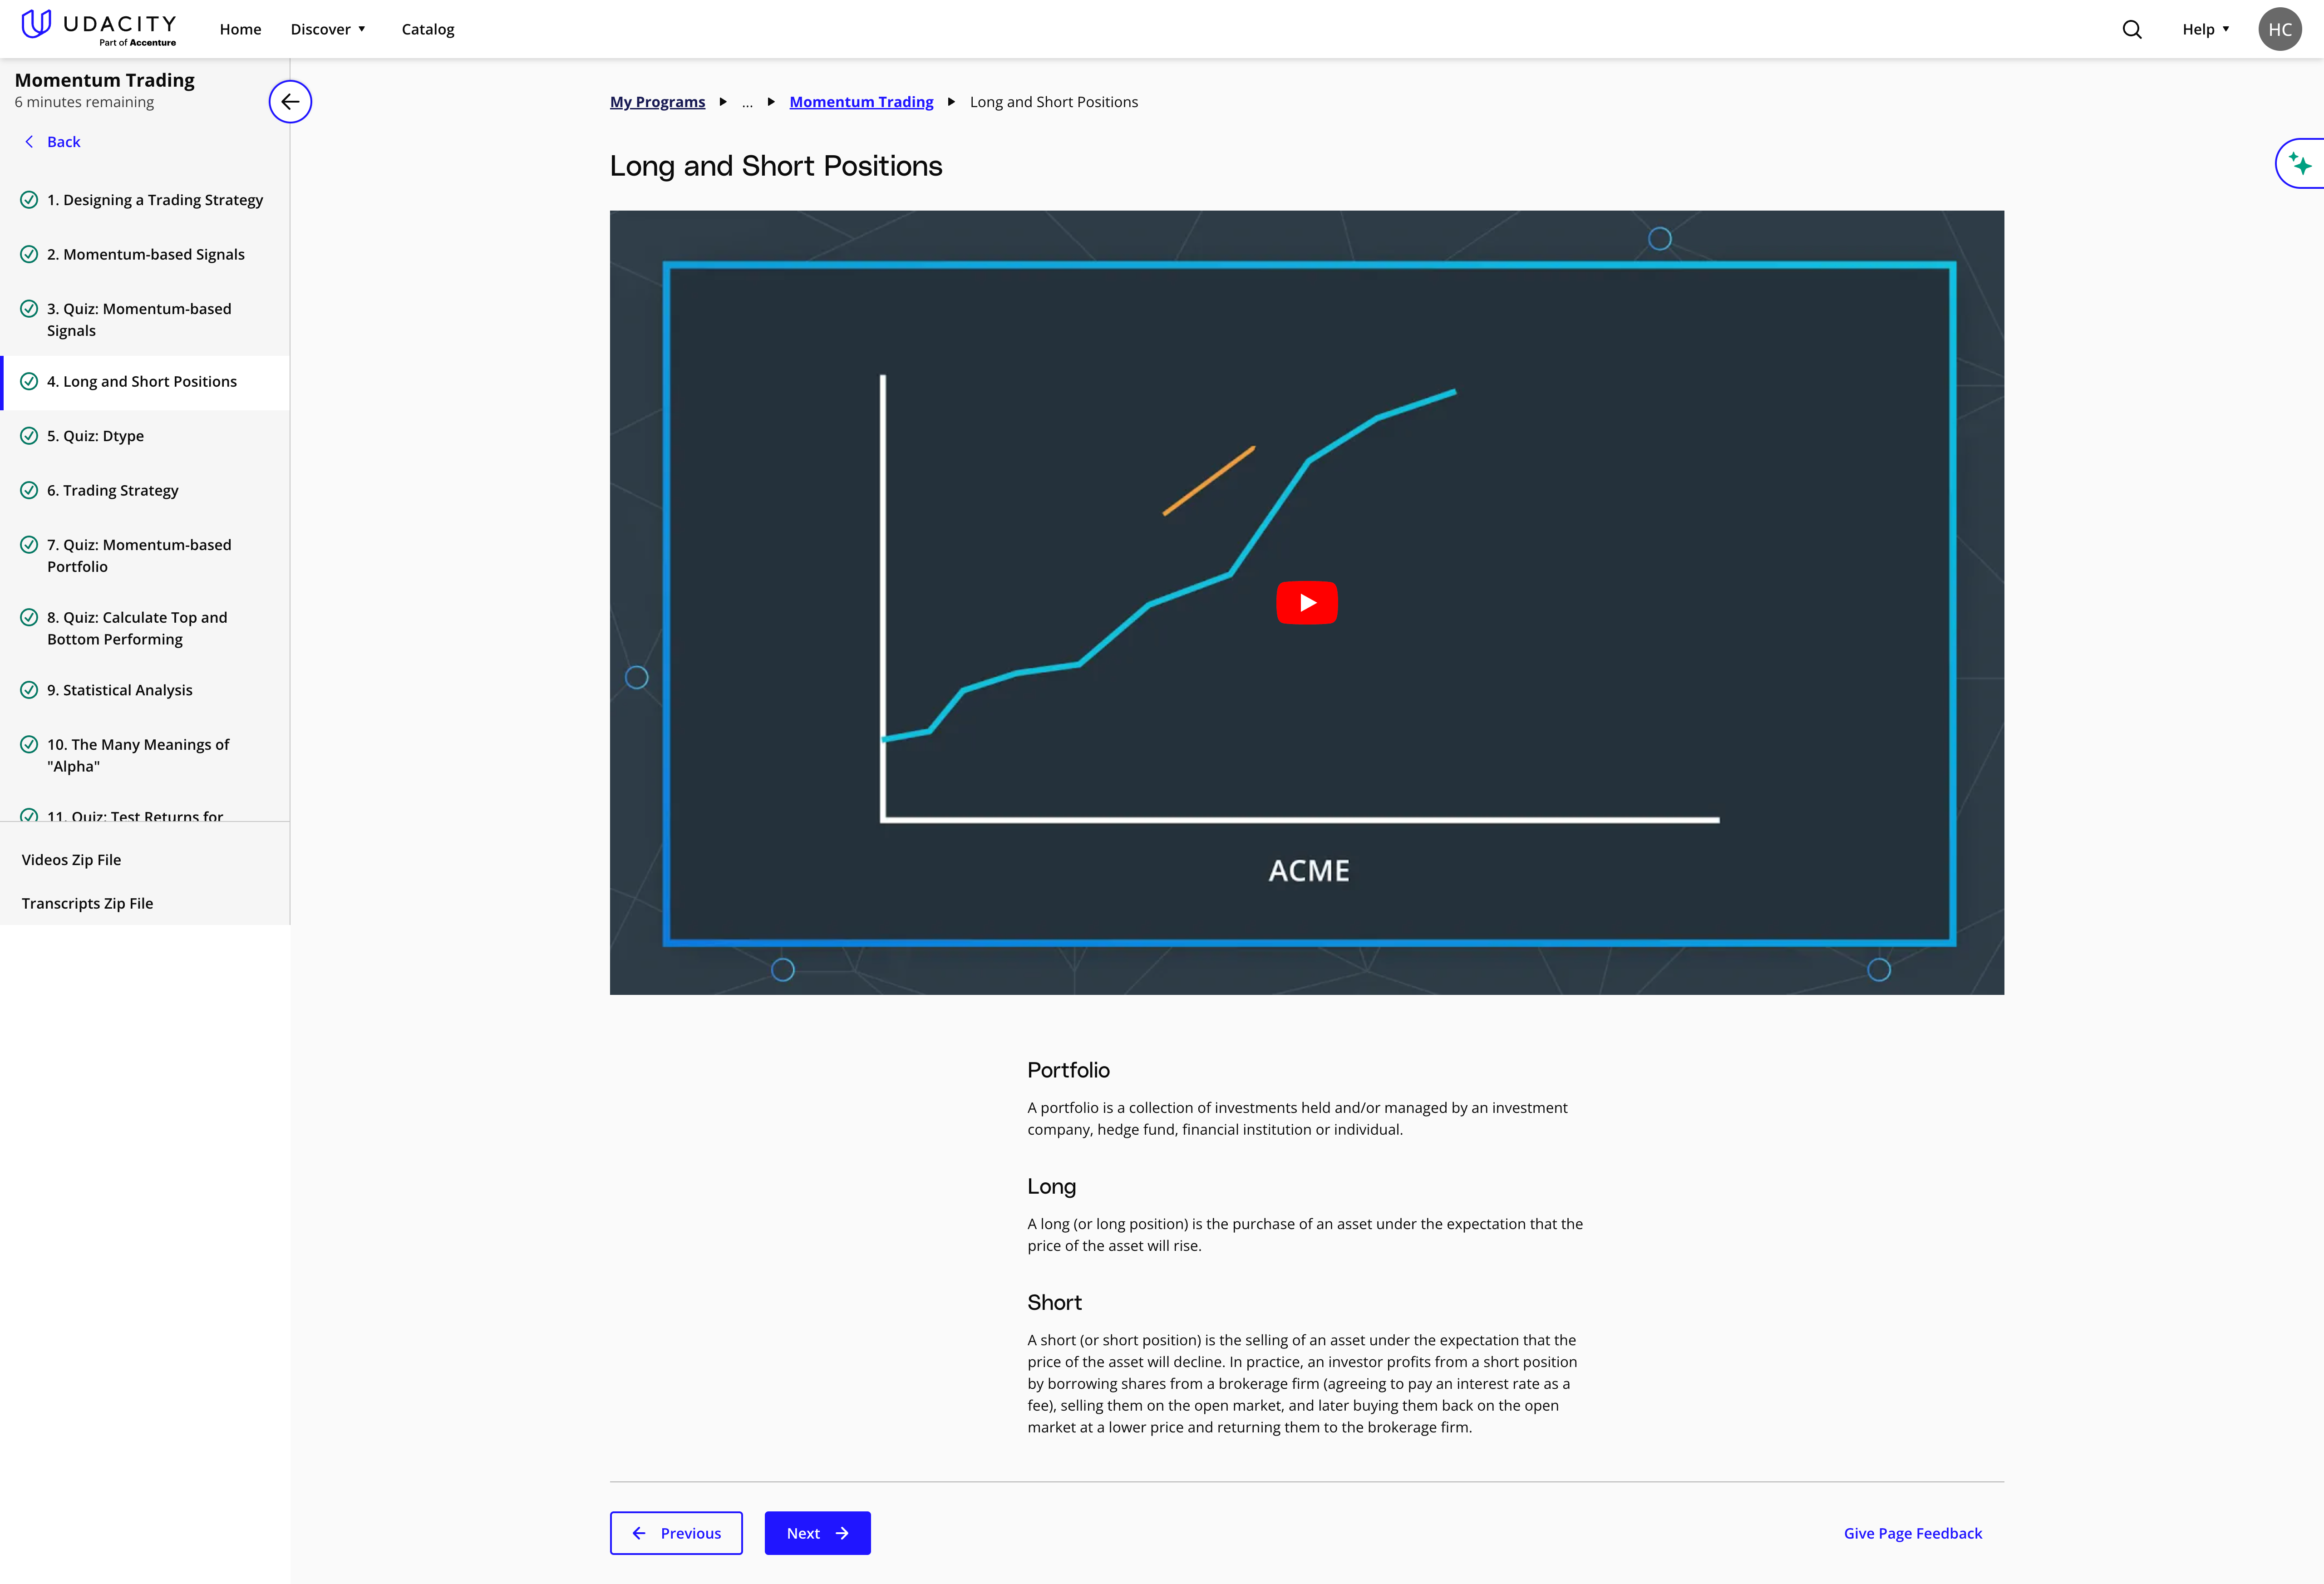 UDACITY
Part of Accenture
Home
Discover
Catalog
Help
HC
Momentum Trading
6 minutes remaining
Back
1. Designing a Trading Strategy
2. Momentum-based Signals
3. Quiz: Momentum-based
Signals
4. Long and Short Positions
5. Quiz: Dtype
6. Trading Strategy
7. Quiz: Momentum-based
Portfolio
8. Quiz: Calculate Top and
Bottom Performing
9. Statistical Analysis
10. The Many Meanings of
"Alpha"
11. Quiz: Test Returns for
Videos Zip File
Transcripts Zip File
My Programs ... Momentum Trading Long and Short Positions
Long and Short Positions
ACME
Portfolio
A portfolio is a collection of investments held and/or managed by an investment
company, hedge fund, financial institution or individual.
Long
A long (or long position) is the purchase of an asset under the expectation that the
price of the asset will rise.
Short
A short (or short position) is the selling of an asset under the expectation that the
price of the asset will decline. In practice, an investor profits from a short position
by borrowing shares from a brokerage firm (agreeing to pay an interest rate as a
fee), selling them on the open market, and later buying them back on the open
market at a lower price and returning them to the brokerage firm.
Previous
Next
Give Page Feedback